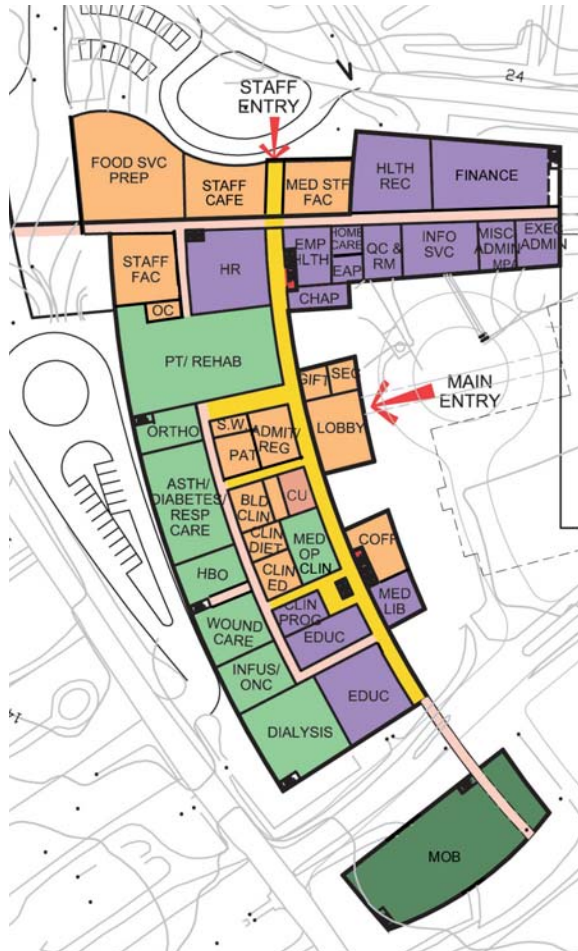 24
STAFF
ENTRY
FOOD SVC
PREP
STAFF
CAFE
MED STF
FAC
HLTH
REC
FINANCE
STAFF
FAC
HR
EMP
HLTH
HOME
CARE
EAP
CHAP
QC &
RM
INFO
SVC
MISC
ADMIN
MPA
EXEC
ADMIN
OC
PT/ REHAB
GIFT
SEC
LOBBY
MAIN
ENTRY
ORTHO
S.W.
PAT
ADMIT/
REG
ASTH/
DIABETES/
RESP
CARE
BLD
CLIN
CU
CLIN
DIET
MED
OP
CLIN
CLIN
ED
HBO
COFF
MED
LIB
CLIN
PROG
EDUC
WOUND
CARE
INFUS/
ONC
EDUC
DIALYSIS
MOB